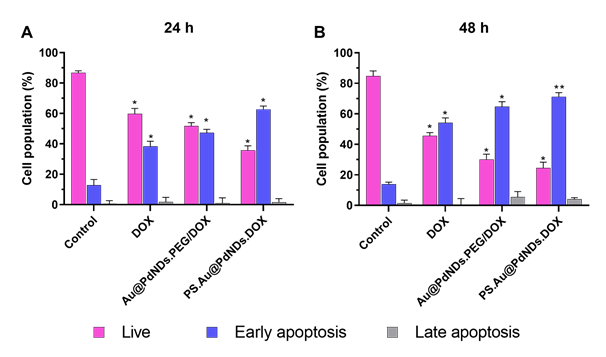 A
24 h
Cell population (%)
100
80
60
40
20
0
*
*
*
*
*
*
Control
DOX
Au@PdNDs.PEG/DOX
PS.Au@PdNDs.DOX
B
48 h
Cell population (%)
100
80
60
40
20
0
*
*
*
*
*
**
Control
DOX
Au@PdNDs.PEG/DOX
PS.Au@PdNDs.DOX
Live
Early apoptosis
Late apoptosis